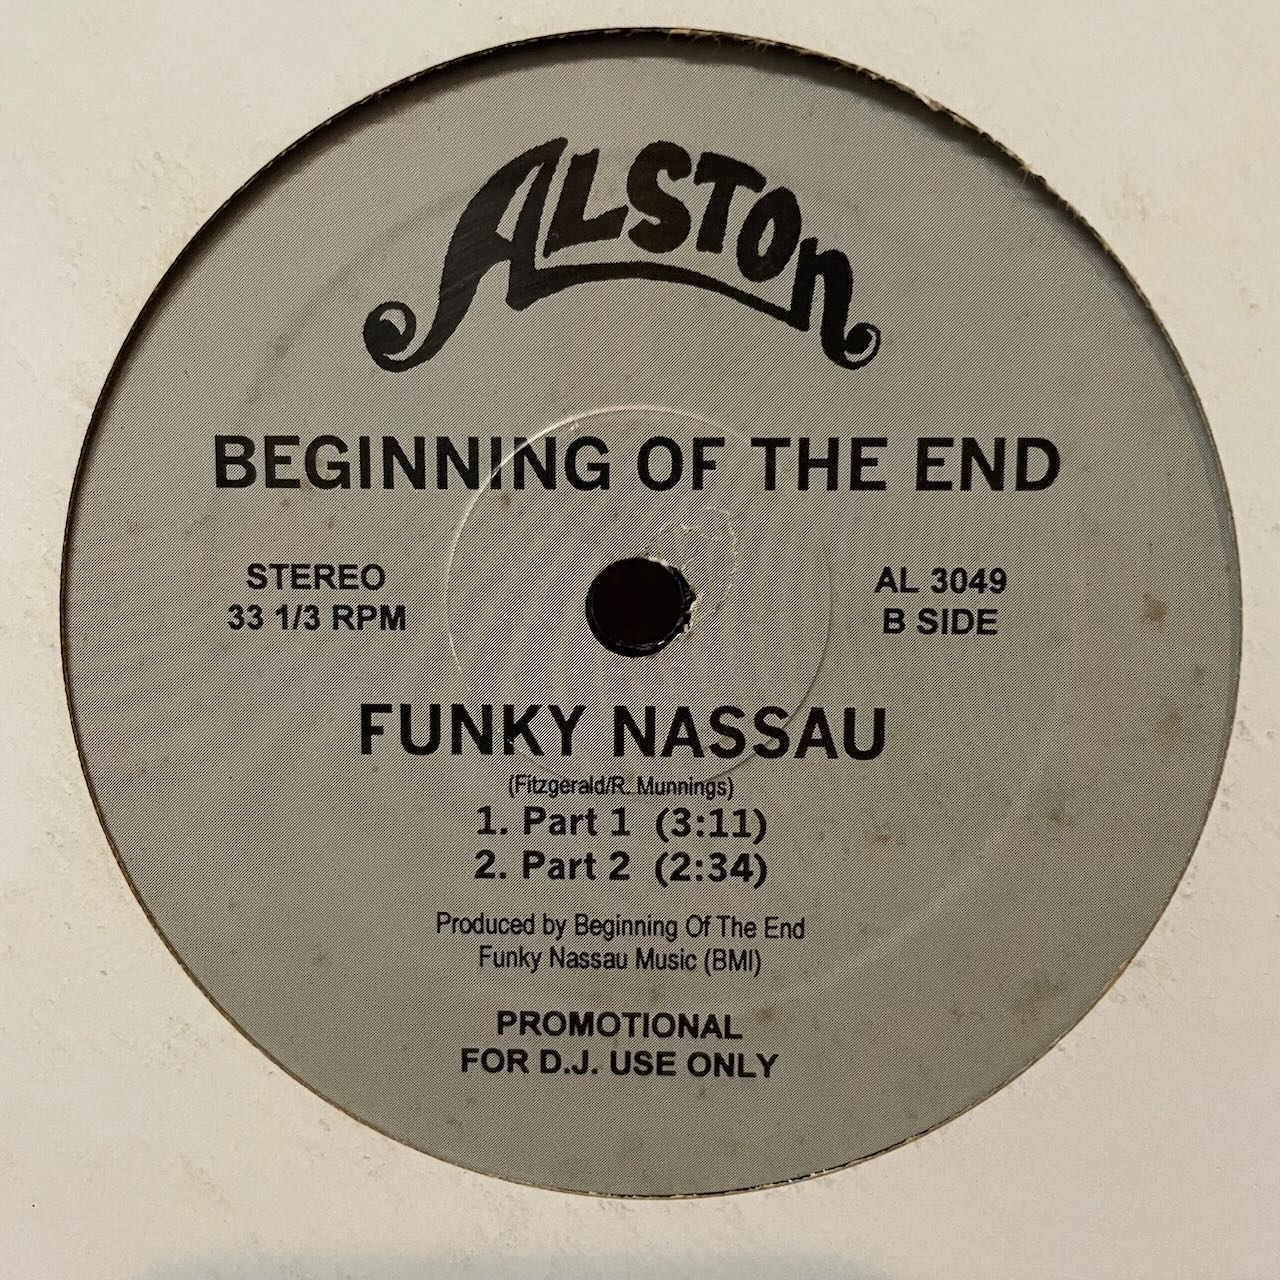 ALSTOn
BEGINNING OF THE END
STEREO
33 1/3 RPM
AL 3049
B SIDE
FUNKY NASSAU
(Fitzgerald/R. Munnings)
1. Part 1 (3:11)
2. Part 2 (2:34)
Produced by Beginning Of The End
Funky Nassau Music (BMI)
PROMOTIONAL
FOR D.J. USE ONLY